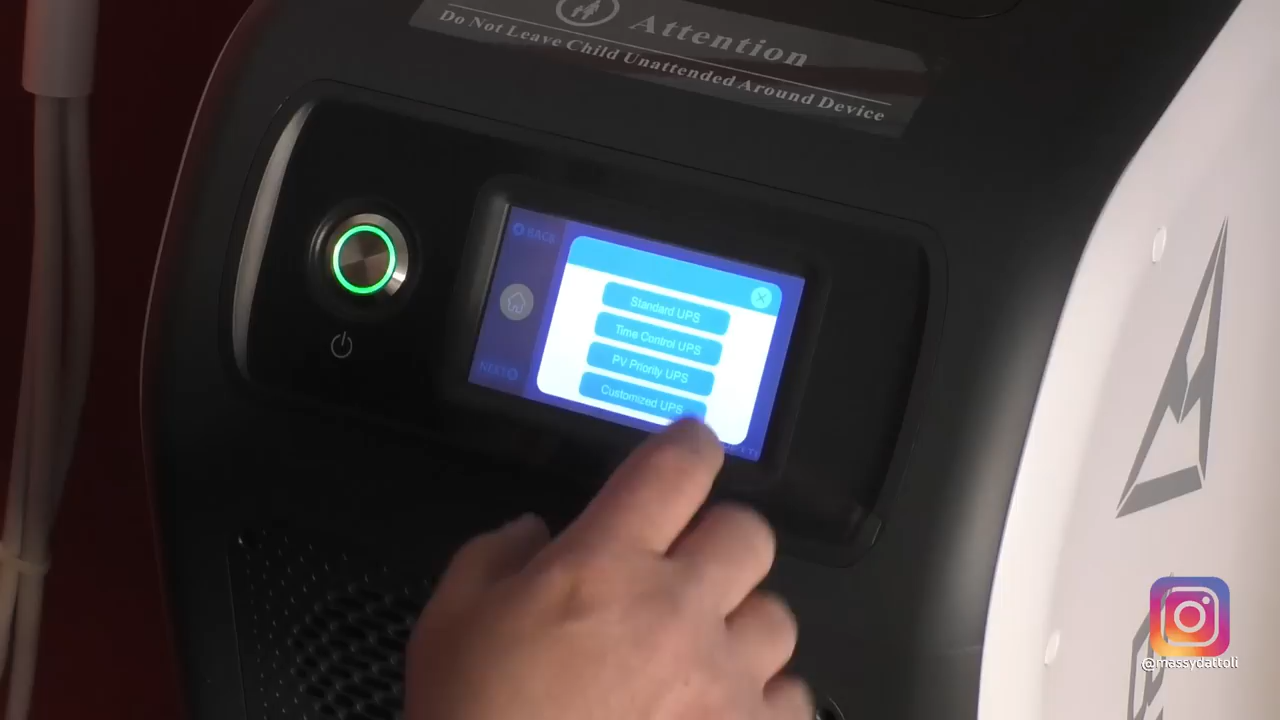 Attention
Do Not Leave Child Unattended Around Device
BACK
Standard UPS
Time Control UPS
PV Priority UPS
Customized UPS
NEXT
@massydattoli